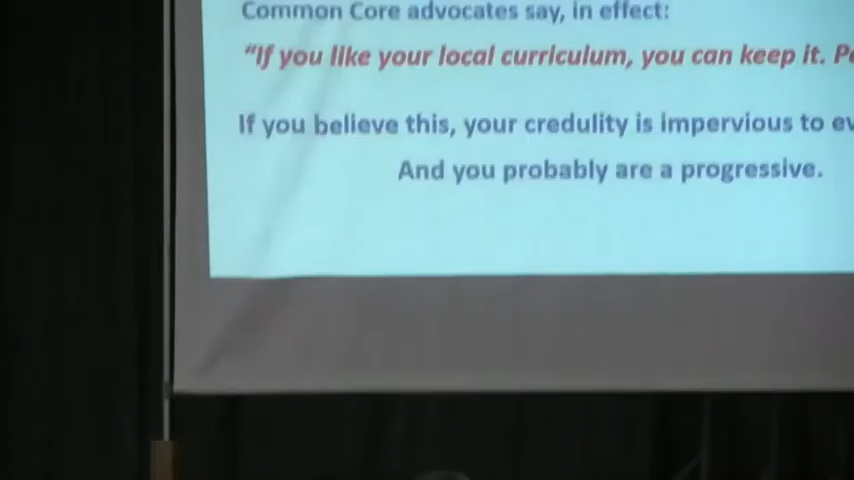 Common Core advocates say, in effect:
"If you like your local curriculum, you can keep it.
If you believe this, your credulity is impervious to
And you probably are a progressive.